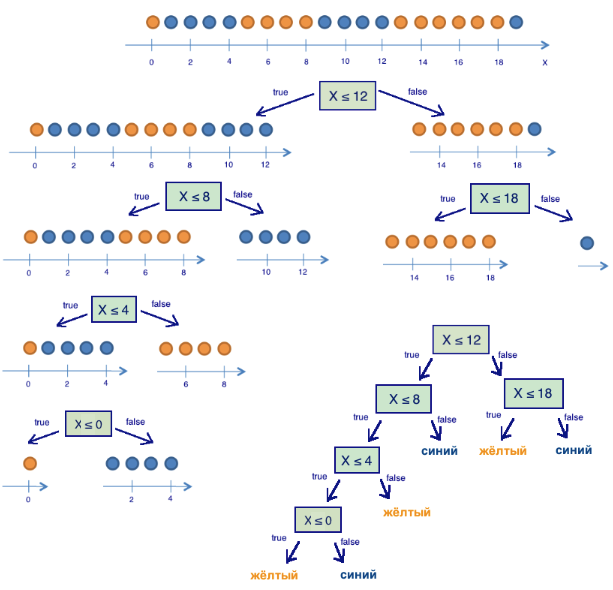 0 2 4 6 8 10 12 14 16 18 X
true X ≤ 12 false
0 2 4 6 8 10 12
14 16 18
true X ≤ 8 false
true X ≤ 18 false
0 2 4 6 8
10 12
14 16 18
true X ≤ 4 false
0 2 4
6 8
true X ≤ 0 false
0
2 4
X ≤ 12
true false
X ≤ 8
X ≤ 18
true false
true false
синий
жёлтый
синий
X ≤ 4
true false
жёлтый
X ≤ 0
true false
жёлтый
синий